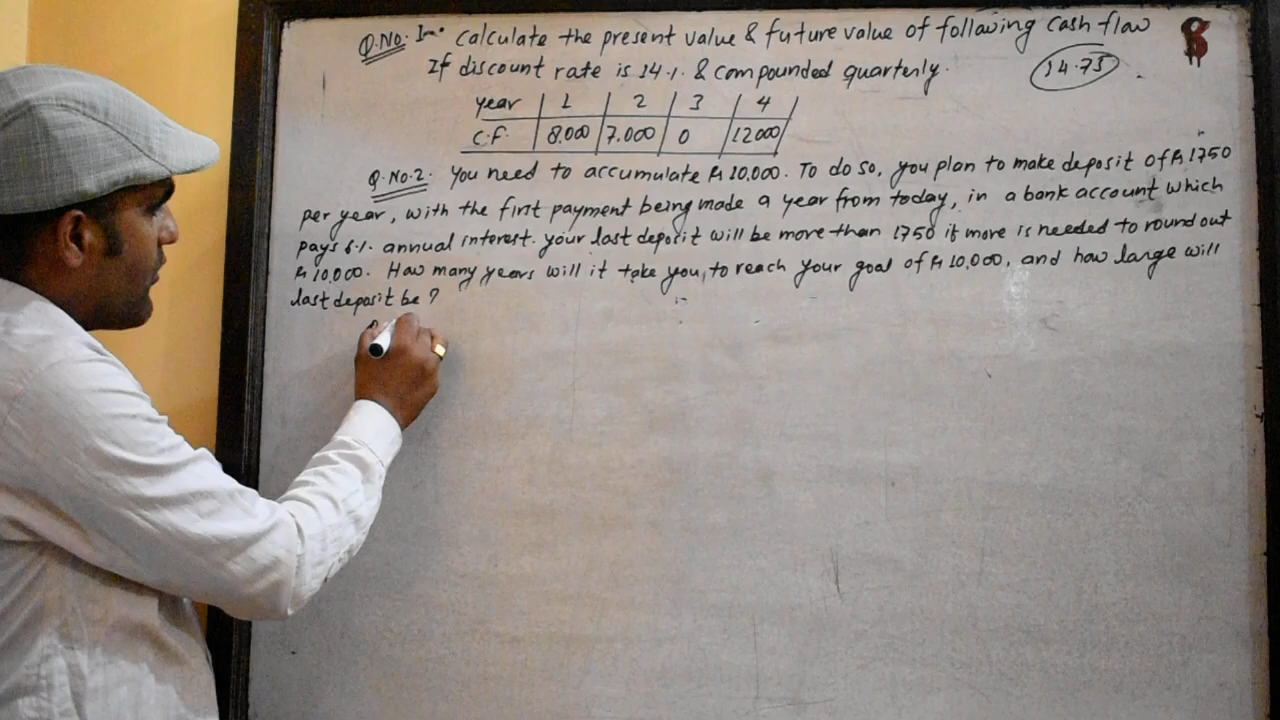 Q.No. 1 Calculate the present value & future value of following cash flow
If discount rate is 14.1. & compounded quarterly.
14.75
year 1 2 3 4
C.F. 8.000 7.000 0 12000
Q.No.2. You need to accumulate Rs 10,000. To do so, you plan to make deposit of Rs 1750
per year, with the first payment being made a year from today, in a bank account which
pays 6.1. annual interest. your last deposit will be more than 1750 if more is needed to round out
Rs 10,000. How many years will it take you, to reach your goal of Rs 10,000, and how large will
last deposit be ?